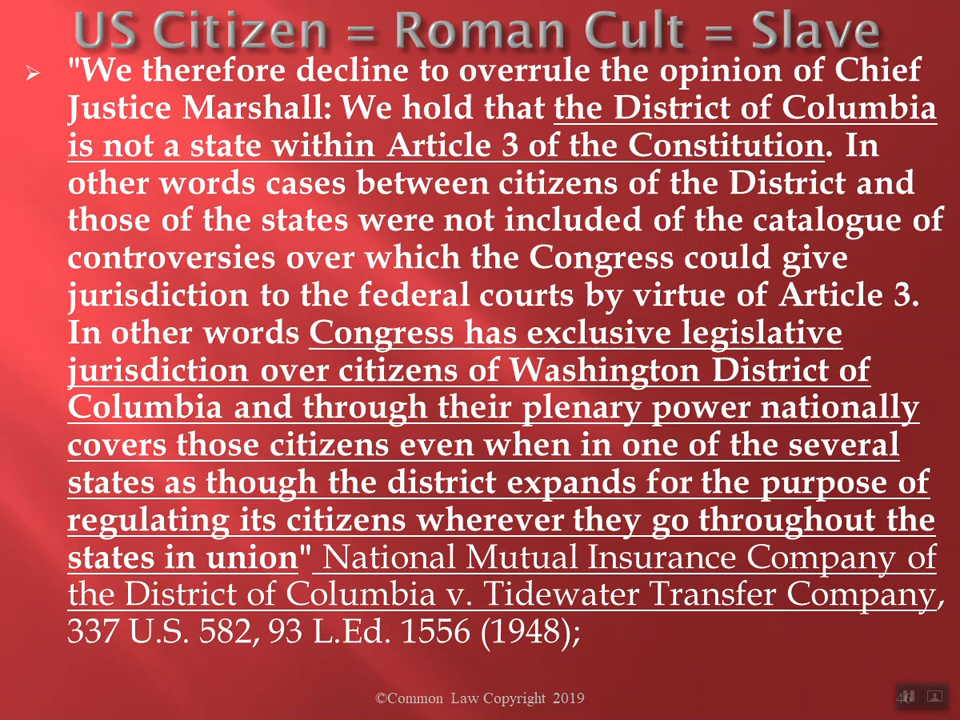 US Citizen = Roman Cult = Slave
"We therefore decline to overrule the opinion of Chief
Justice Marshall: We hold that the District of Columbia
is not a state within Article 3 of the Constitution. In
other words cases between citizens of the District and
those of the states were not included of the catalogue of
controversies over which the Congress could give
jurisdiction to the federal courts by virtue of Article 3.
In other words Congress has exclusive legislative
jurisdiction over citizens of Washington District of
Columbia and through their plenary power nationally
covers those citizens even when in one of the several
states as though the district expands for the purpose of
regulating its citizens wherever they go throughout the
states in union" National Mutual Insurance Company of
the District of Columbia v. Tidewater Transfer Company,
337 U.S. 582, 93 L.Ed. 1556 (1948);
©Common Law Copyright 2019
46